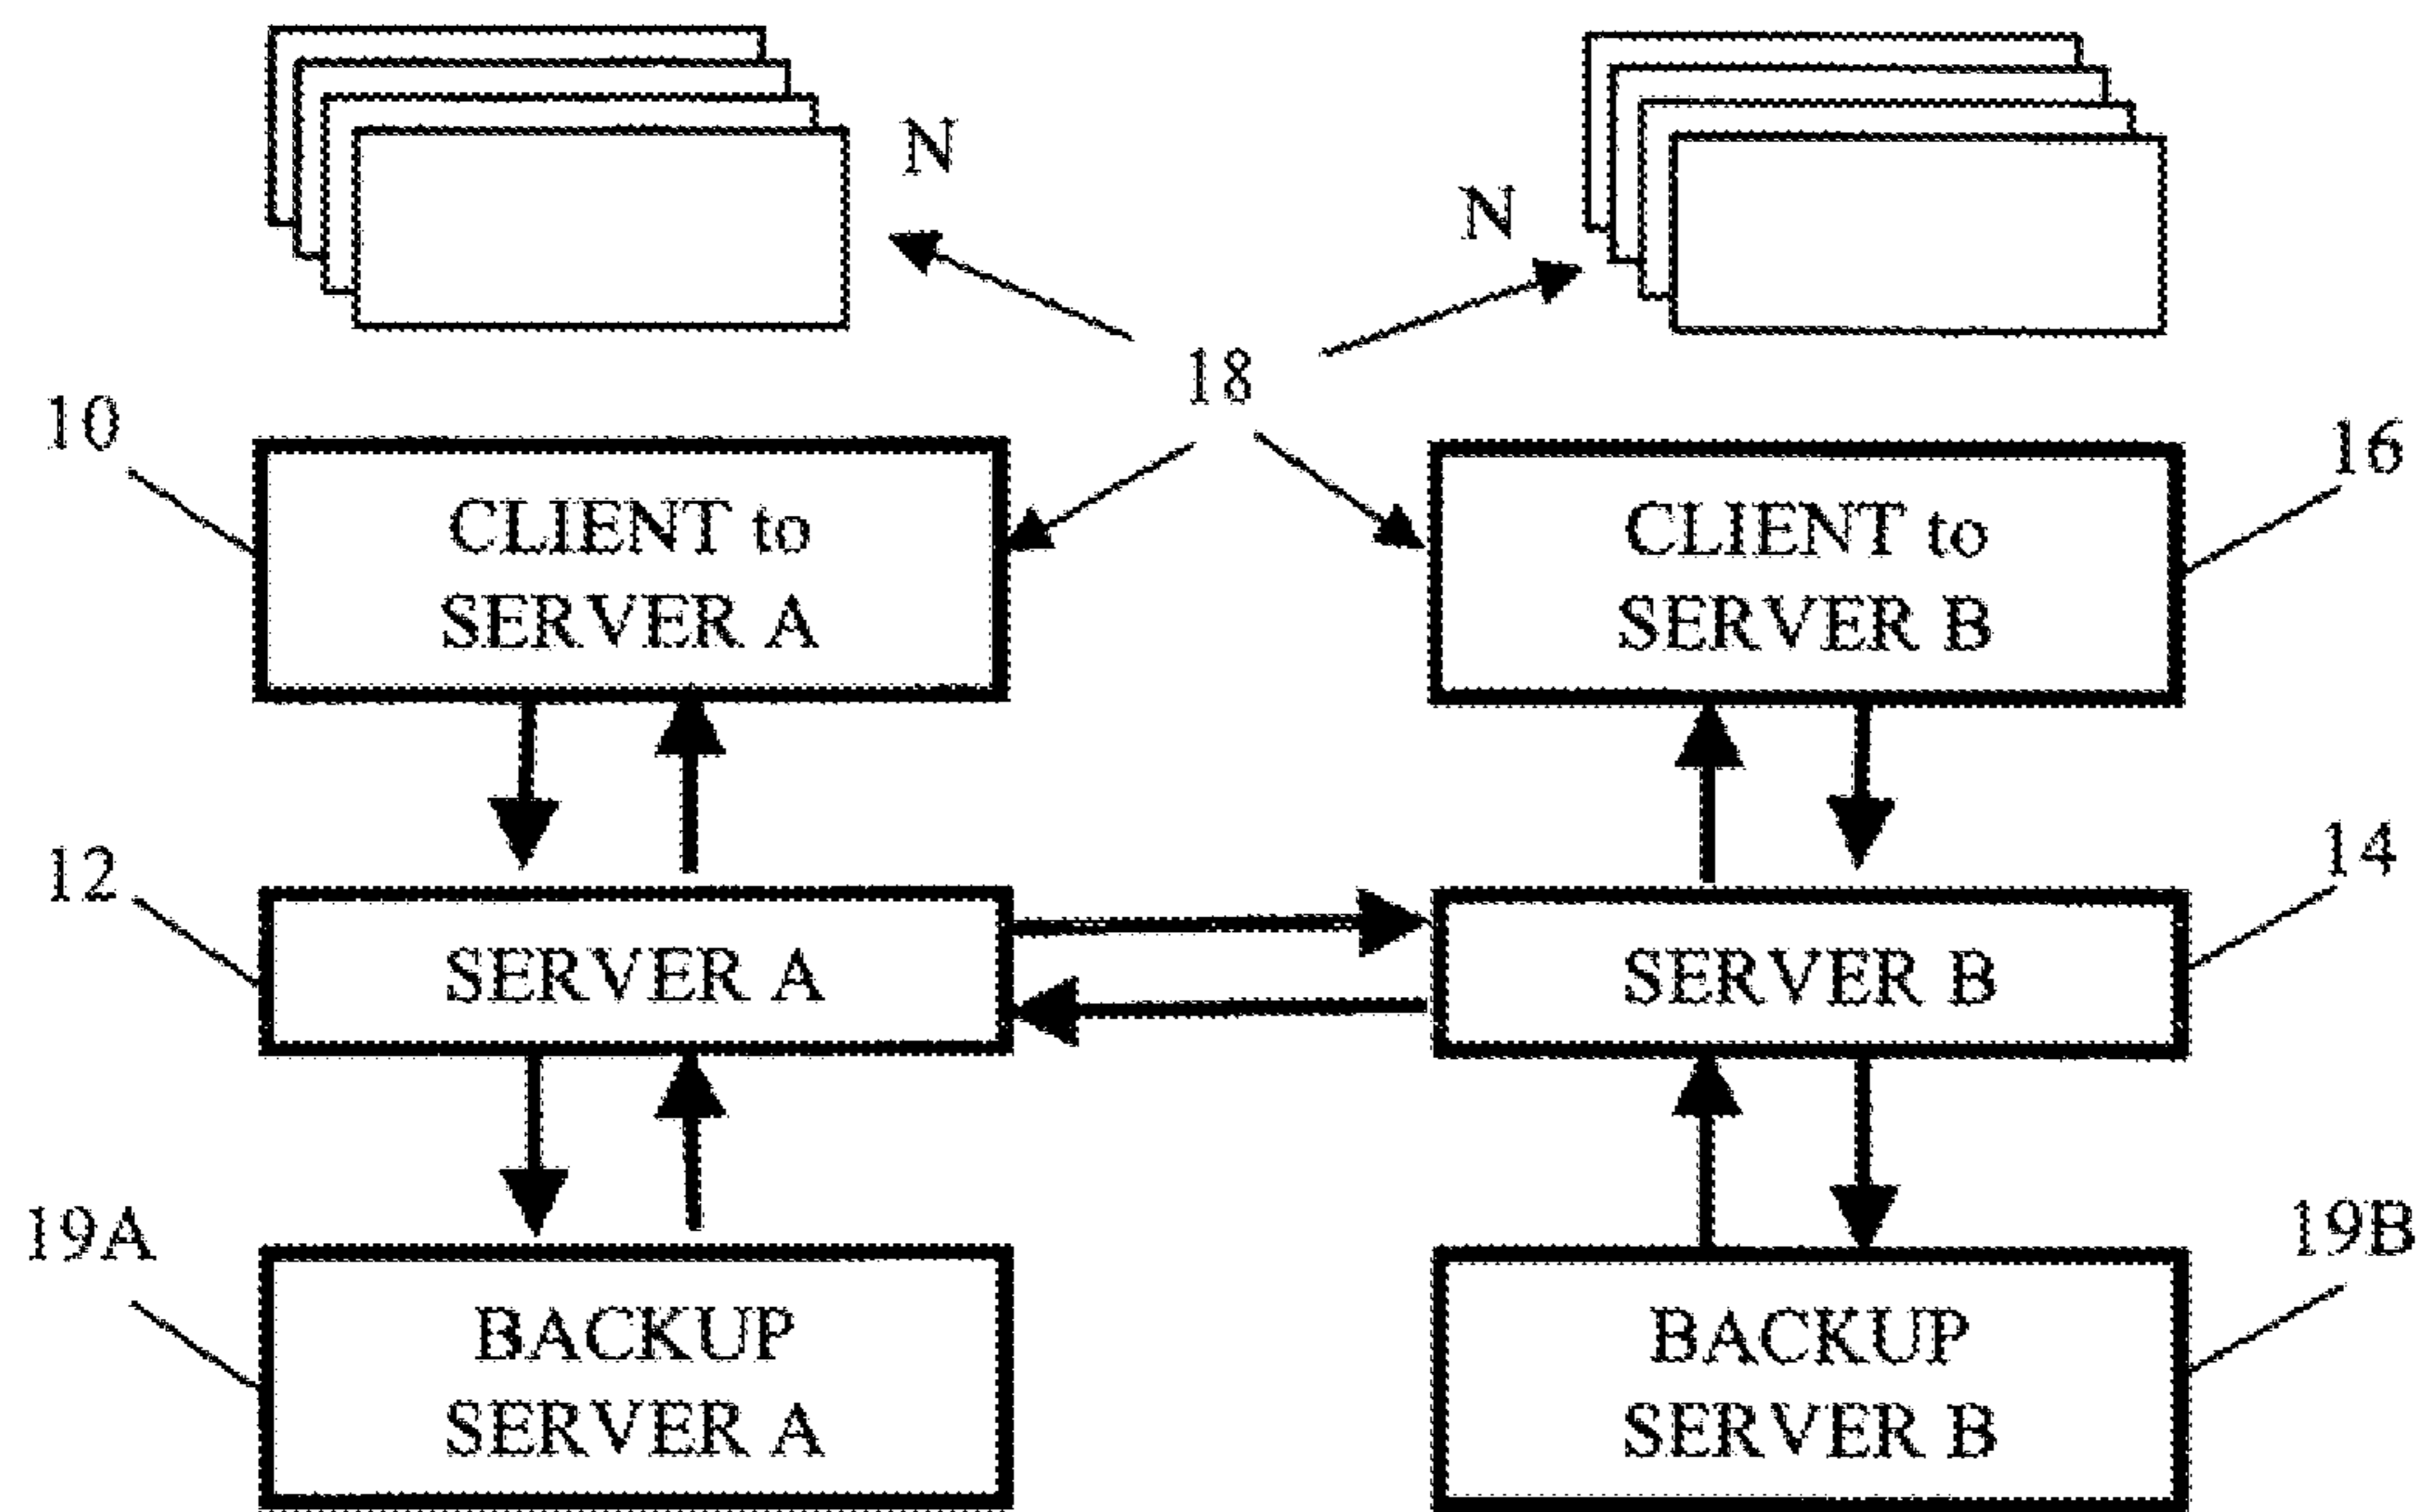 N
N
18
10
16
CLIENT to
SERVER A
CLIENT to
SERVER B
12
14
SERVER A
SERVER B
19A
19B
BACKUP
SERVER A
BACKUP
SERVER B